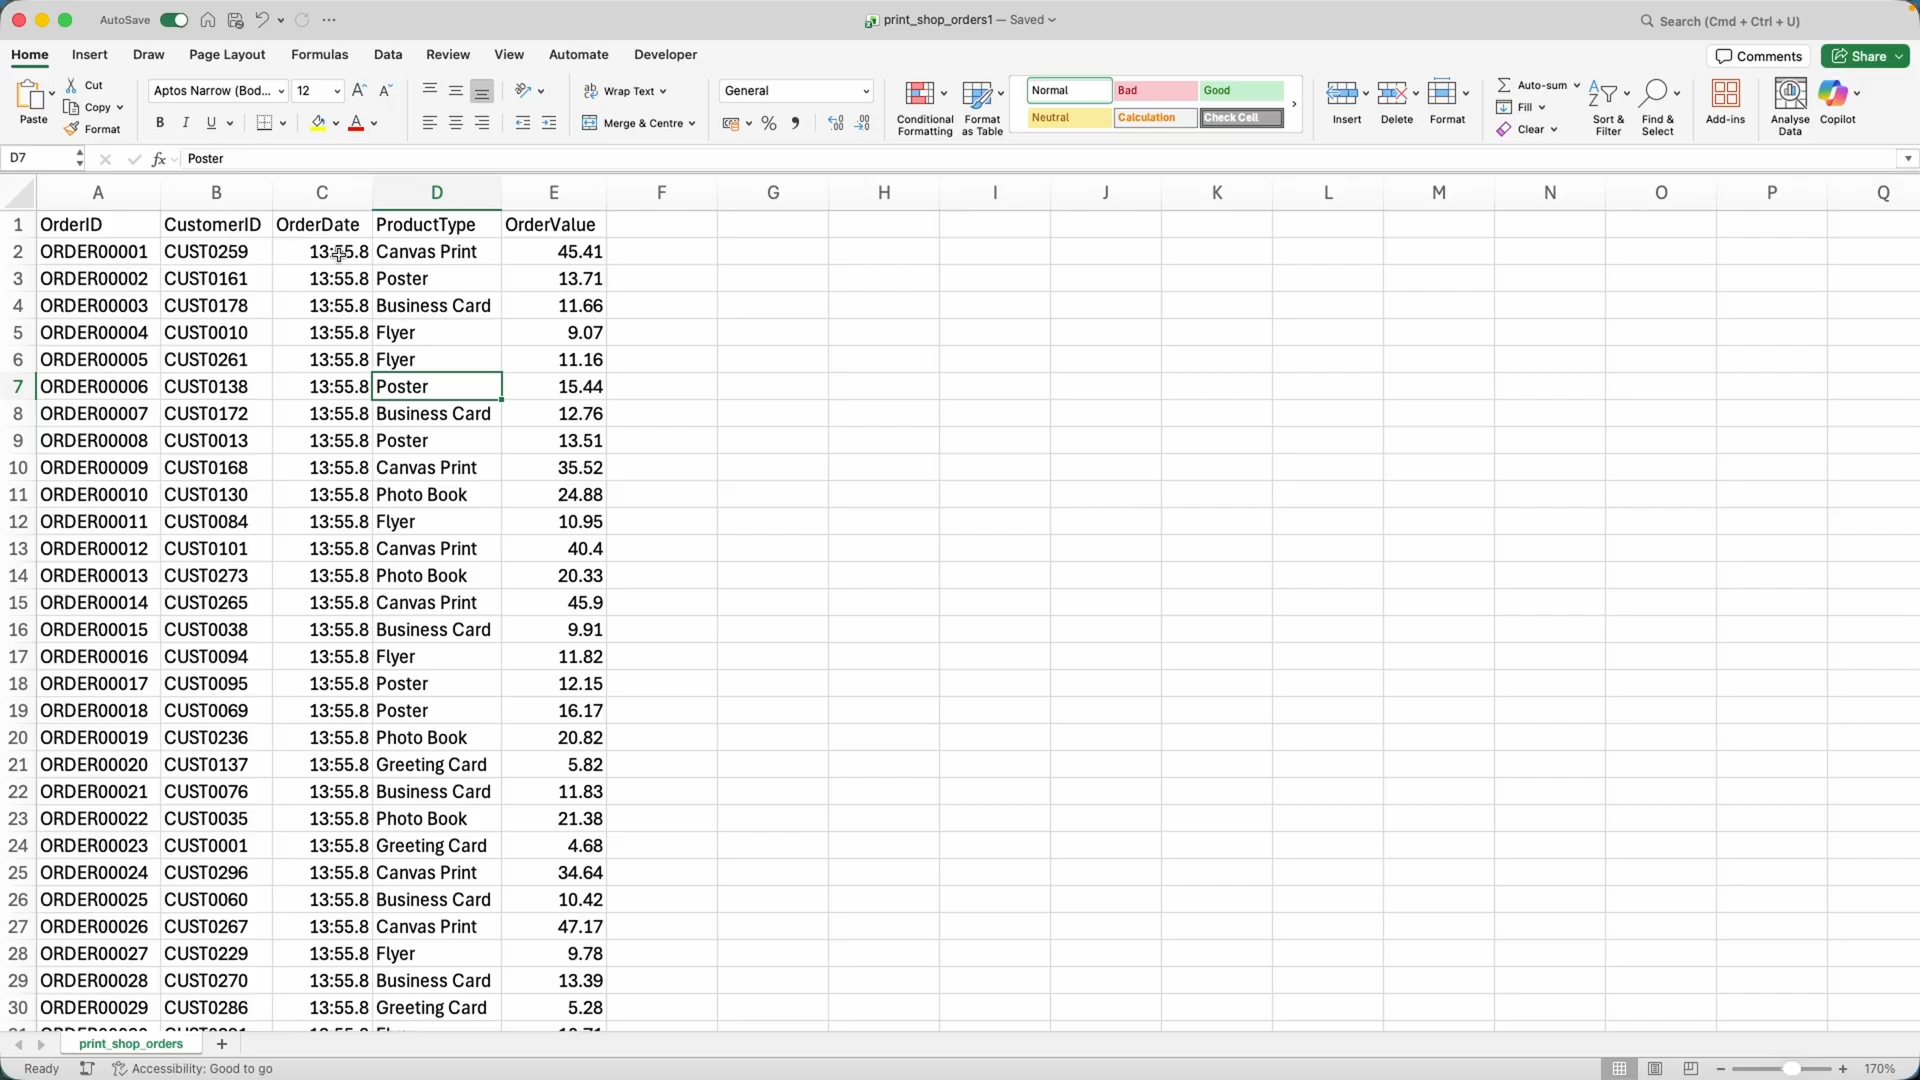 AutoSave
print_shop_orders1 — Saved
Search (Cmd + Ctrl + U)
Home Insert Draw Page Layout Formulas Data Review View Automate Developer
Comments Share
Paste
Cut
Copy
Format
Aptos Narrow (Bod... 12
Wrap Text
Merge & Centre
General
Conditional Formatting
Format as Table
Normal Bad Good
Neutral Calculation Check Cell
Insert Delete Format
Auto-sum
Fill
Clear
Sort & Filter
Find & Select
Add-ins
Analyse Data
Copilot
D7 fx Poster
A B C D E F G H I J K L M N O P Q
1 OrderID CustomerID OrderDate ProductType OrderValue
2 ORDER00001 CUST0259 13:55.8 Canvas Print 45.41
3 ORDER00002 CUST0161 13:55.8 Poster 13.71
4 ORDER00003 CUST0178 13:55.8 Business Card 11.66
5 ORDER00004 CUST0010 13:55.8 Flyer 9.07
6 ORDER00005 CUST0261 13:55.8 Flyer 11.16
7 ORDER00006 CUST0138 13:55.8 Poster 15.44
8 ORDER00007 CUST0172 13:55.8 Business Card 12.76
9 ORDER00008 CUST0013 13:55.8 Poster 13.51
10 ORDER00009 CUST0168 13:55.8 Canvas Print 35.52
11 ORDER00010 CUST0130 13:55.8 Photo Book 24.88
12 ORDER00011 CUST0084 13:55.8 Flyer 10.95
13 ORDER00012 CUST0101 13:55.8 Canvas Print 40.4
14 ORDER00013 CUST0273 13:55.8 Photo Book 20.33
15 ORDER00014 CUST0265 13:55.8 Canvas Print 45.9
16 ORDER00015 CUST0038 13:55.8 Business Card 9.91
17 ORDER00016 CUST0094 13:55.8 Flyer 11.82
18 ORDER00017 CUST0095 13:55.8 Poster 12.15
19 ORDER00018 CUST0069 13:55.8 Poster 16.17
20 ORDER00019 CUST0236 13:55.8 Photo Book 20.82
21 ORDER00020 CUST0137 13:55.8 Greeting Card 5.82
22 ORDER00021 CUST0076 13:55.8 Business Card 11.83
23 ORDER00022 CUST0035 13:55.8 Photo Book 21.38
24 ORDER00023 CUST0001 13:55.8 Greeting Card 4.68
25 ORDER00024 CUST0296 13:55.8 Canvas Print 34.64
26 ORDER00025 CUST0060 13:55.8 Business Card 10.42
27 ORDER00026 CUST0267 13:55.8 Canvas Print 47.17
28 ORDER00027 CUST0229 13:55.8 Flyer 9.78
29 ORDER00028 CUST0270 13:55.8 Business Card 13.39
30 ORDER00029 CUST0286 13:55.8 Greeting Card 5.28
print_shop_orders
Ready Accessibility: Good to go 170%